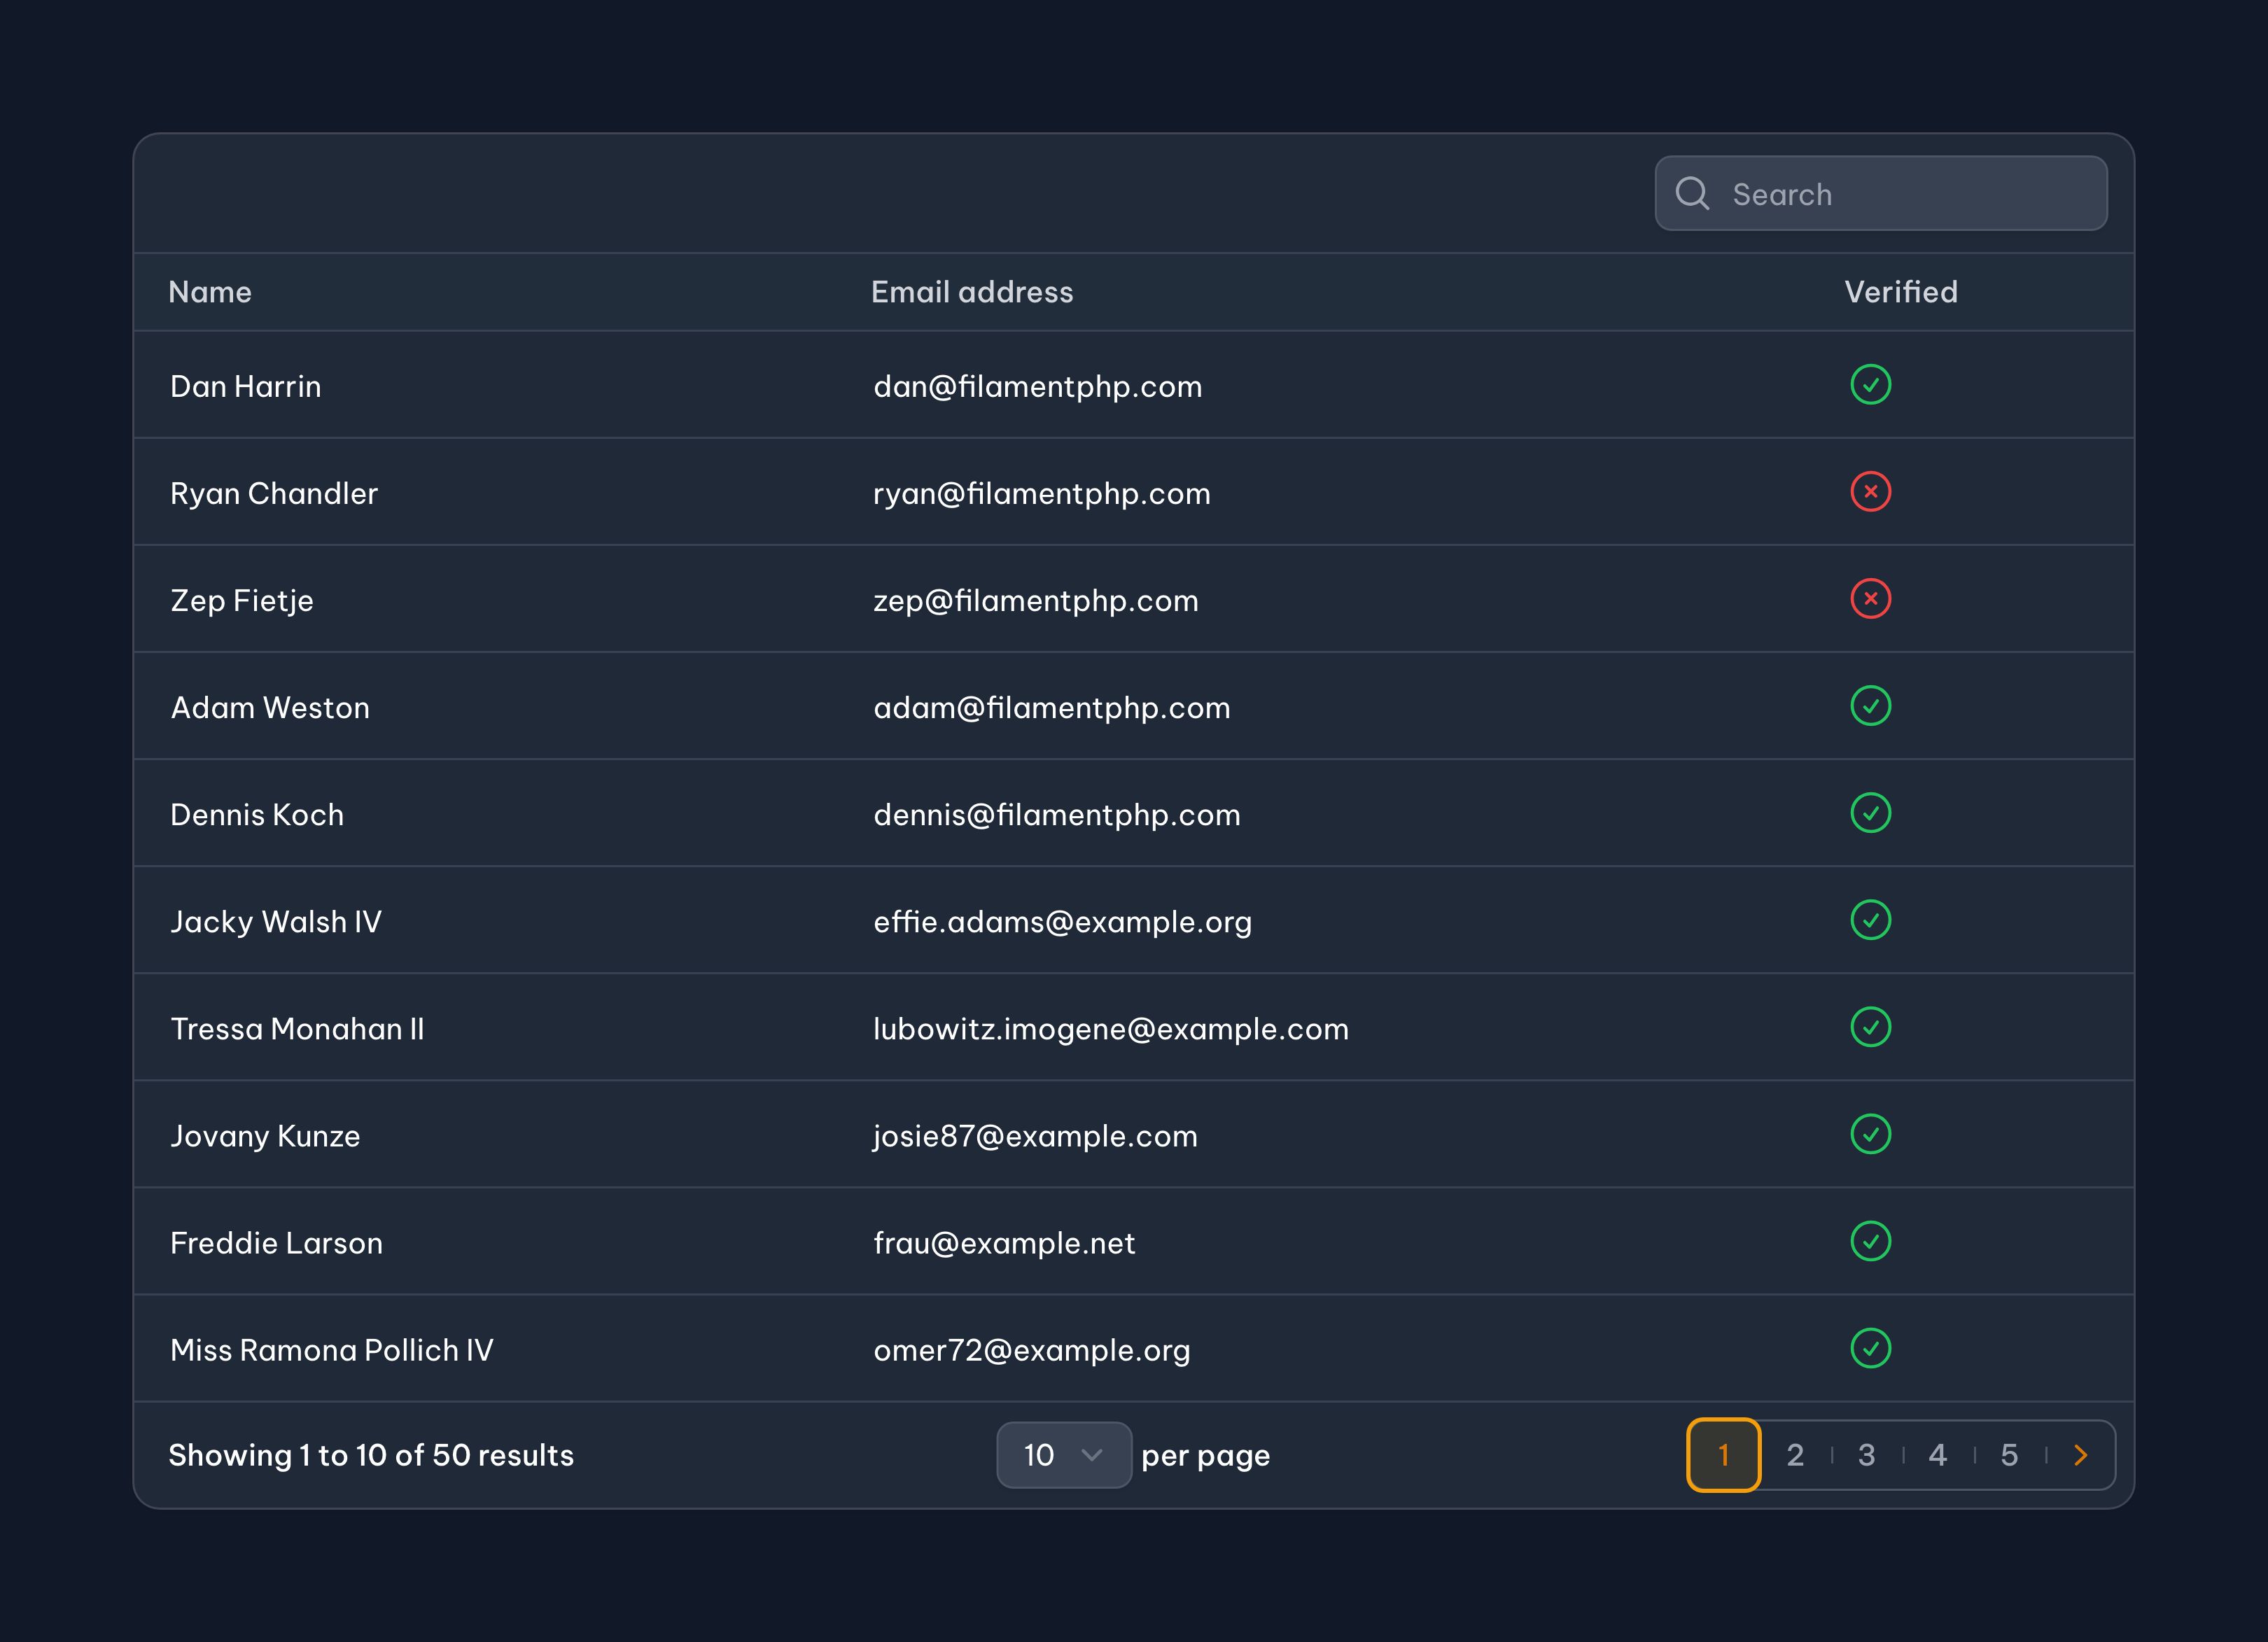 Search
Name Email address Verified
Dan Harrin dan@filamentphp.com
Ryan Chandler ryan@filamentphp.com
Zep Fietje zep@filamentphp.com
Adam Weston adam@filamentphp.com
Dennis Koch dennis@filamentphp.com
Jacky Walsh IV effie.adams@example.org
Tressa Monahan II lubowitz.imogene@example.com
Jovany Kunze josie87@example.com
Freddie Larson frau@example.net
Miss Ramona Pollich IV omer72@example.org
Showing 1 to 10 of 50 results 10 per page 1 2 3 4 5